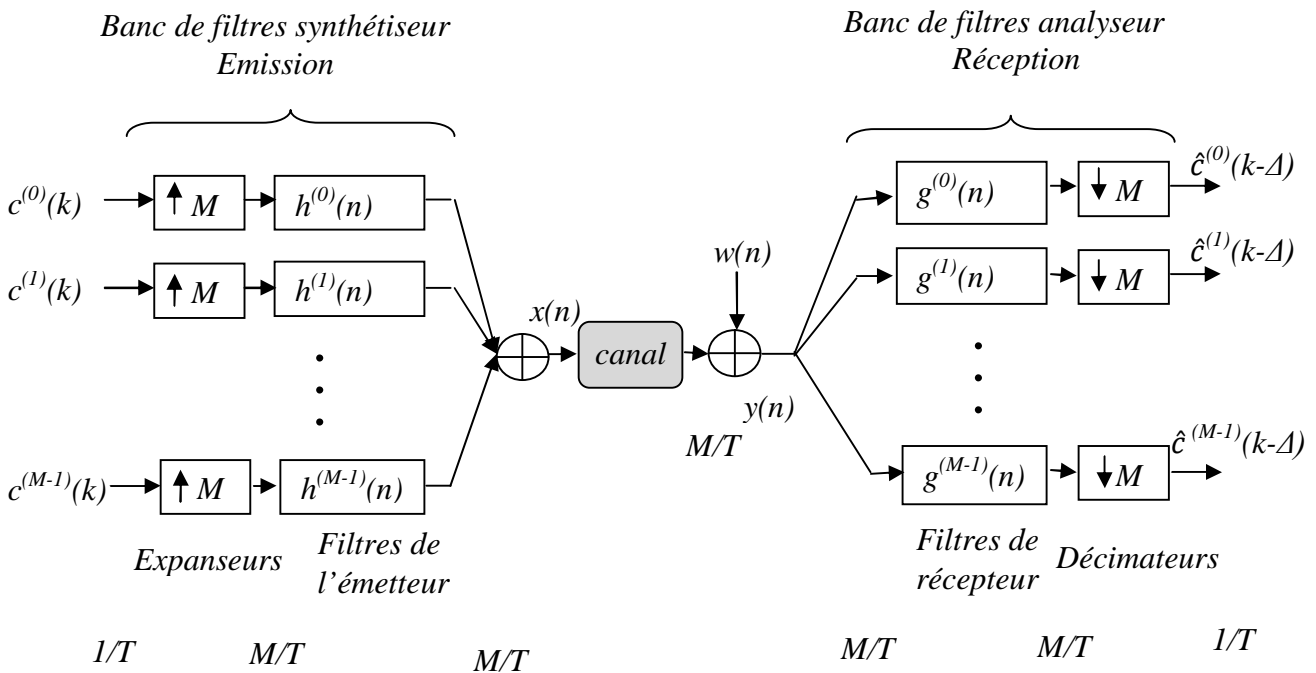 Banc de filtres synthétiseur
Emission
Banc de filtres analyseur
Réception
c^(0)(k)
↑ M
h^(0)(n)
g^(0)(n)
↓ M
ĉ^(0)(k-Δ)
c^(1)(k)
↑ M
h^(1)(n)
w(n)
g^(1)(n)
↓ M
ĉ^(1)(k-Δ)
x(n)
canal
y(n)
M/T
c^(M-1)(k)
↑ M
h^(M-1)(n)
g^(M-1)(n)
↓ M
ĉ^(M-1)(k-Δ)
Expanseurs
Filtres de
l'émetteur
Filtres de
récepteur
Décimateurs
1/T
M/T
M/T
M/T
M/T
1/T